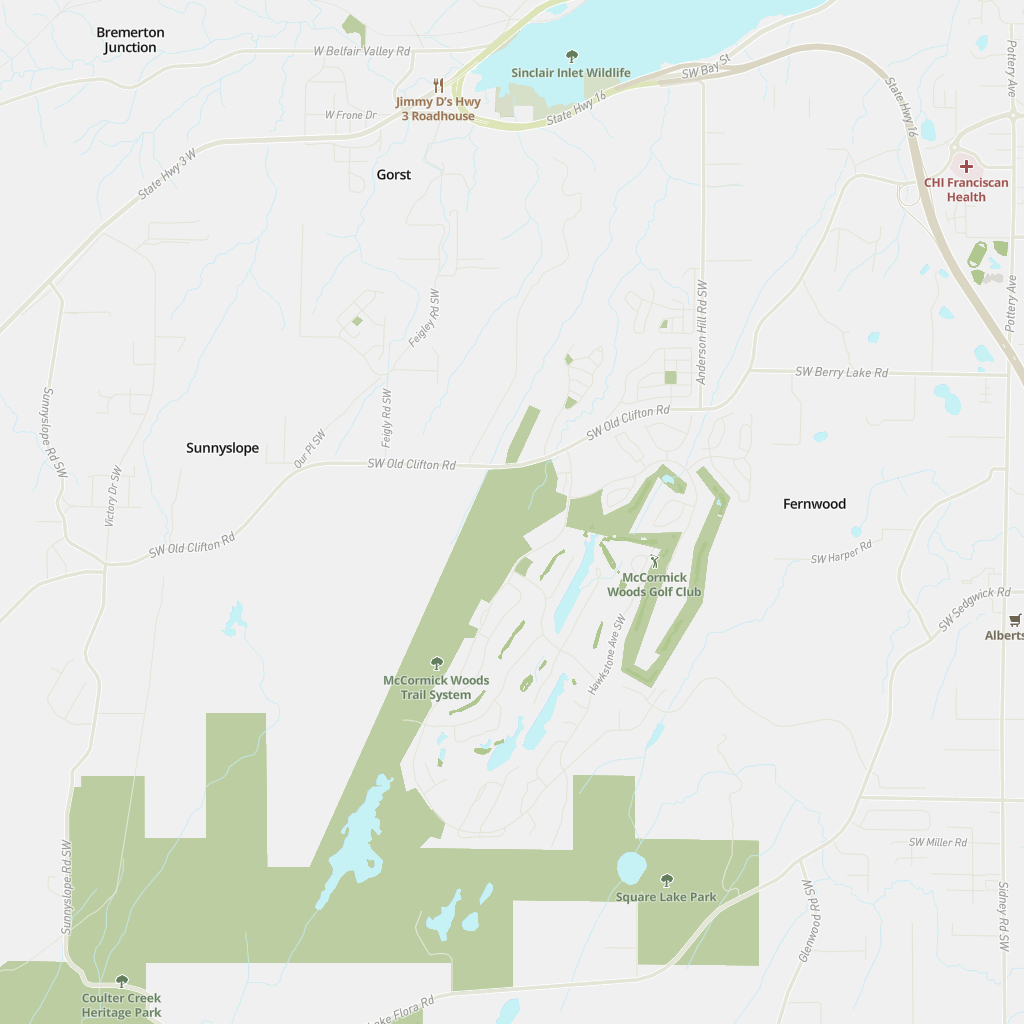 Bremerton
Junction
W Belfair Valley Rd
Sinclair Inlet Wildlife
SW Bay St
Pottery Ave
Jimmy D's Hwy
3 Roadhouse
State Hwy 16
State Hwy 16
W Frone Dr
State Hwy 3 W
Gorst
CHI Franciscan
Health
Feigley Rd SW
Anderson Hill Rd SW
Pottery Ave
SW Berry Lake Rd
Sunnyslope Rd SW
Feigly Rd SW
SW Old Clifton Rd
Sunnyslope
Our Pl SW
SW Old Clifton Rd
Victory Dr SW
Fernwood
SW Old Clifton Rd
SW Harper Rd
McCormick
Woods Golf Club
SW Sedgwick Rd
Alberts
Hawkstone Ave SW
McCormick Woods
Trail System
SW Miller Rd
Sunnyslope Rd SW
Square Lake Park
Glenwood Rd SW
Sidney Rd SW
Coulter Creek
Heritage Park
Lake Flora Rd